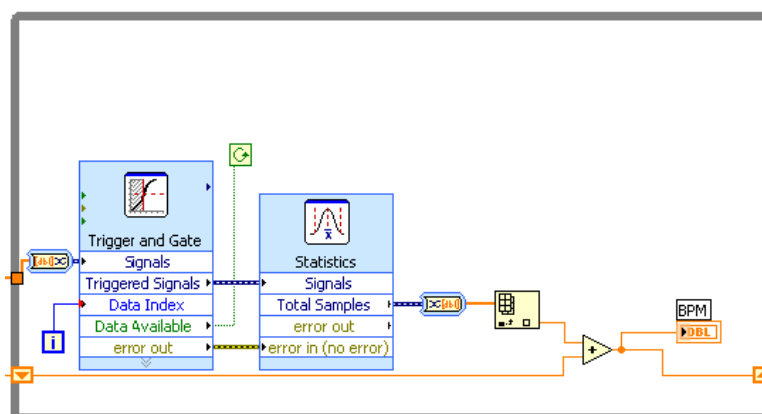 Trigger and Gate
Signals
Triggered Signals
Data Index
Data Available
error out
i
Statistics
Signals
Total Samples
error out
error in (no error)
BPM
DBL